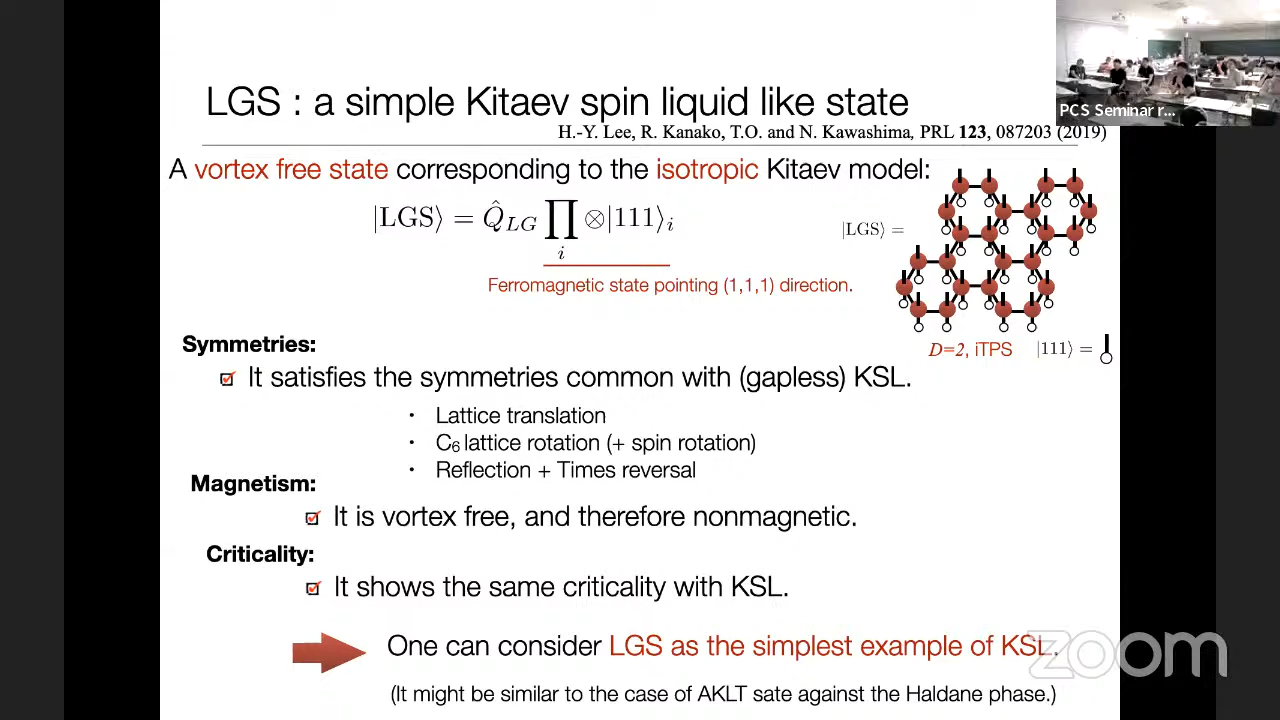 LGS : a simple Kitaev spin liquid like state
PCS Seminar r...
H.-Y. Lee, R. Kanako, T.O. and N. Kawashima, PRL 123, 087203 (2019)
A vortex free state corresponding to the isotropic Kitaev model:
|LGS⟩ = Q̂_LG ∏_i ⊗|111⟩_i
|LGS⟩ =
Ferromagnetic state pointing (1,1,1) direction.
D=2, iTPS |111⟩ =
Symmetries:
It satisfies the symmetries common with (gapless) KSL.
· Lattice translation
· C₆ lattice rotation (+ spin rotation)
· Reflection + Times reversal
Magnetism:
It is vortex free, and therefore nonmagnetic.
Criticality:
It shows the same criticality with KSL.
One can consider LGS as the simplest example of KSL.
zoom
(It might be similar to the case of AKLT sate against the Haldane phase.)